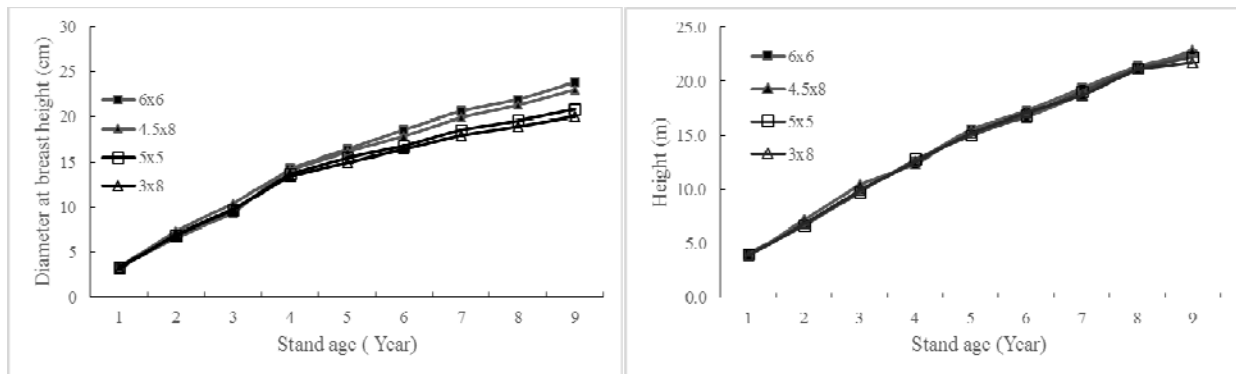 30
25
20
15
10
5
0
Diameter at breast height (cm)
6x6
4.5x8
5x5
3x8
1 2 3 4 5 6 7 8 9
Stand age ( Year)
25.0
20.0
15.0
10.0
5.0
0.0
Height (m)
6x6
4.5x8
5x5
3x8
1 2 3 4 5 6 7 8 9
Stand age (Year)